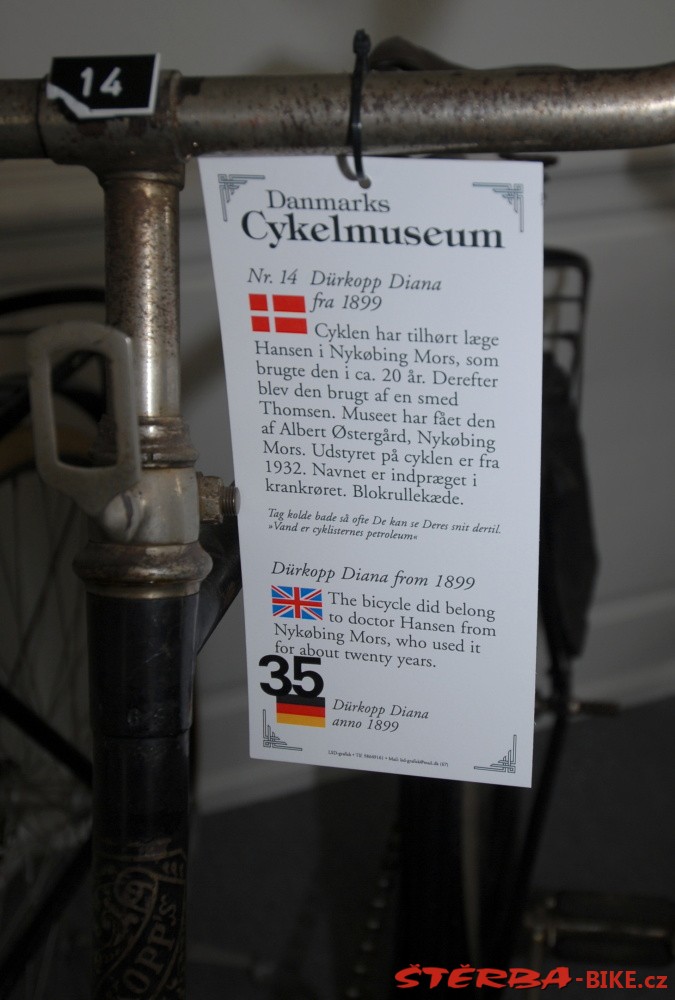 14
Danmarks
Cykelmuseum
Nr. 14 Dürkopp Diana
fra 1899
Cyklen har tilhørt læge
Hansen i Nykøbing Mors, som
brugte den i ca. 20 år. Derefter
blev den brugt af en smed
Thomsen. Museet har fået den
af Albert Østergård, Nykøbing
Mors. Udstyret på cyklen er fra
1932. Navnet er indpræget i
krankrøret. Blokrullekæde.
Tag kolde bade så ofte De kan se Deres snit dertil.
»Vand er cyklisternes petroleum«
Dürkopp Diana from 1899
The bicycle did belong
to doctor Hansen from
Nykøbing Mors, who used it
for about twenty years.
35
Dürkopp Diana
anno 1899
OPP'S
ŠTĚRBA-BIKE.cz